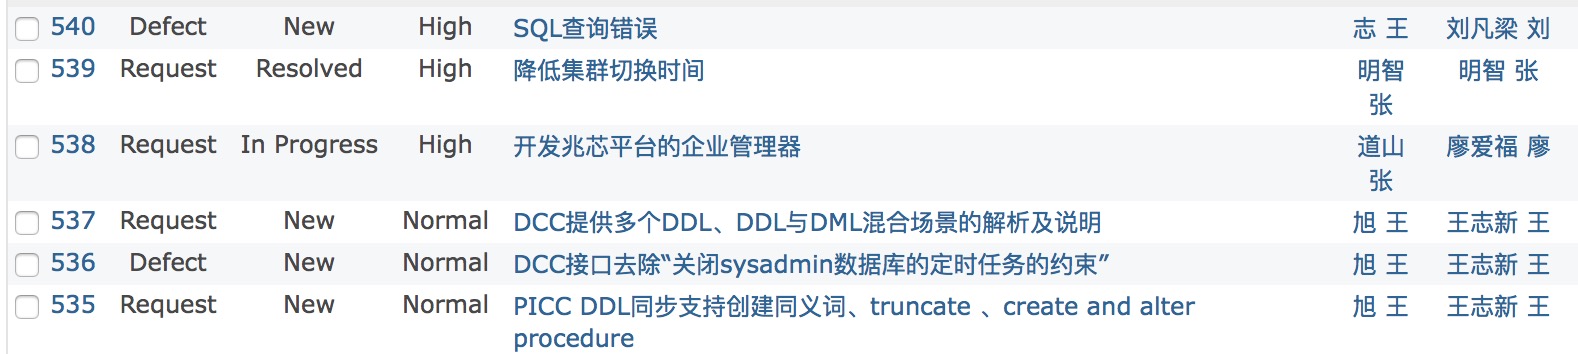 540 Defect New High SQL查询错误 志 王 刘凡梁 刘
539 Request Resolved High 降低集群切换时间 明智 明智 张
张
538 Request In Progress High 开发兆芯平台的企业管理器 道山 廖爱福 廖
张
537 Request New Normal DCC提供多个DDL、DDL与DML混合场景的解析及说明 旭 王 王志新 王
536 Defect New Normal DCC接口去除“关闭sysadmin数据库的定时任务的约束” 旭 王 王志新 王
535 Request New Normal PICC DDL同步支持创建同义词、truncate 、create and alter 旭 王 王志新 王
procedure